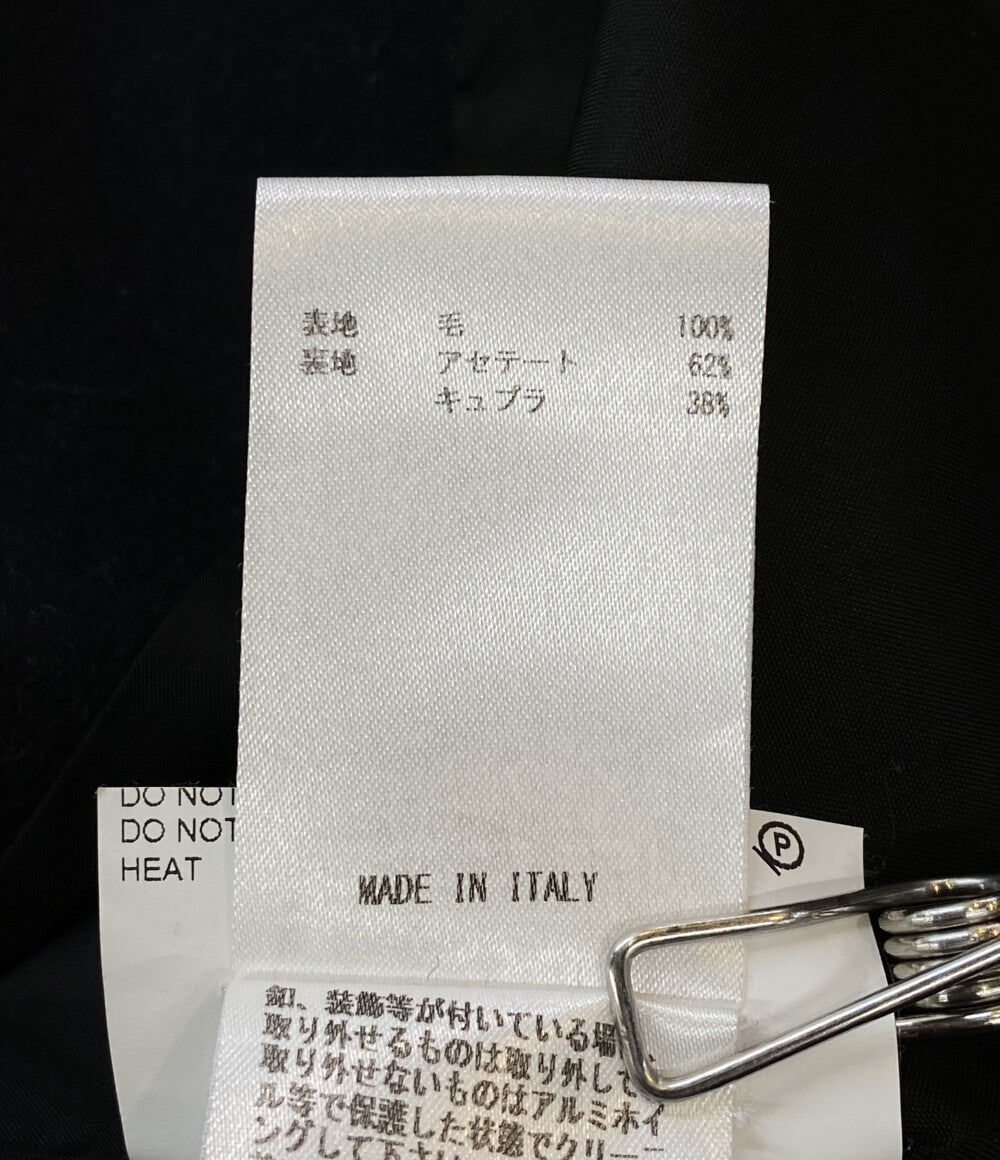 表地 毛 100%
裏地 アセテート 62%
キュプラ 38%
DO NOT
DO NOT
HEAT
P
MADE IN ITALY
釦、装飾等が付いている場
取り外せるものは取り外して
取り外せないものはアルミホイ
ル等で保護した状態でクリーニ
ングして下さい